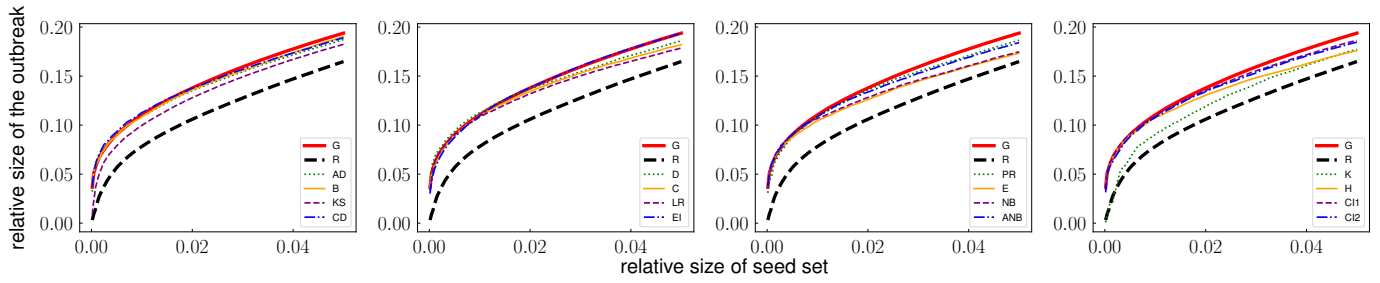 relative size of the outbreak
0.20
0.15
0.10
0.05
0.00
0.00 0.02 0.04
G
R
AD
B
KS
CD
0.20
0.15
0.10
0.05
0.00
0.00 0.02 0.04
G
R
D
C
LR
EI
0.20
0.15
0.10
0.05
0.00
0.00 0.02 0.04
G
R
PR
E
NB
ANB
0.20
0.15
0.10
0.05
0.00
0.00 0.02 0.04
G
R
K
H
CI1
CI2
relative size of seed set